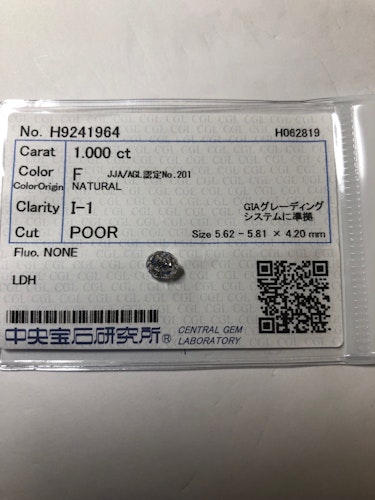 No. H9241964 H062819
Carat 1.000 ct
Color F JJA/AGL認定No.201
ColorOrigin NATURAL
Clarity I-1 GIAグレーディング
システムに準拠
Cut POOR Size 5.62 - 5.81 × 4.20 mm
Fluo. NONE
LDH
中央宝石研究所® CENTRAL GEM
LABORATORY